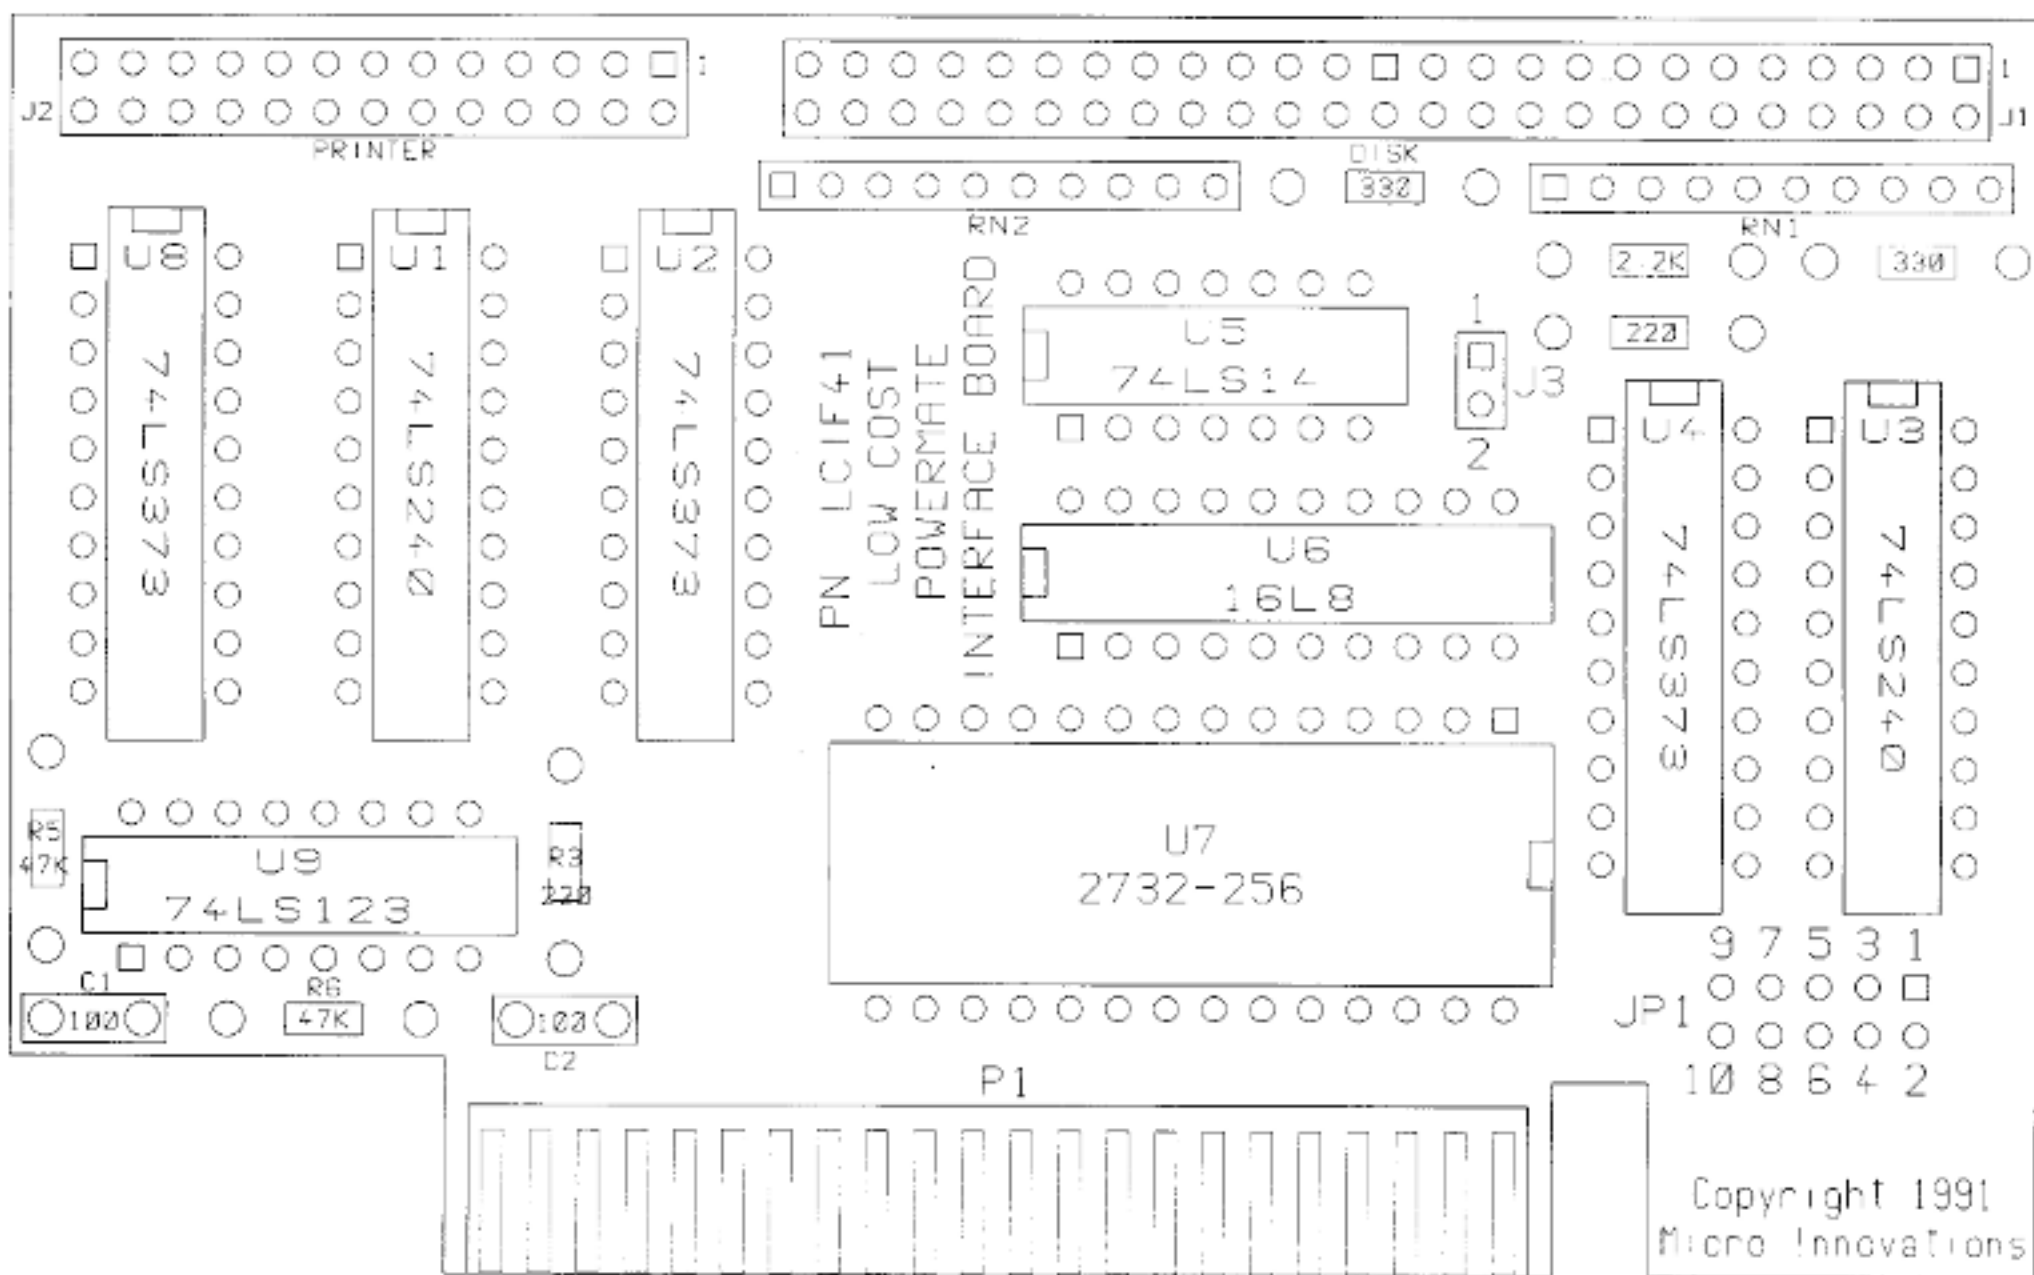 1
1
J2
J1
PRINTER
DISK
330
RN2
RN1
U8
U1
U2
2.2K
330
220
74LS373
74LS240
74LS373
PN LCIF41
LOW COST
POWERMATE
INTERFACE BOARD
U5
74LS14
1
J3
2
U6
16L8
U4
74LS373
U3
74LS240
U7
2732-256
R5
47K
U9
74LS123
R3
220
C1
100
R6
47K
100
C2
9 7 5 3 1
JP1
10 8 6 4 2
P1
Copyright 1991
Micro Innovations